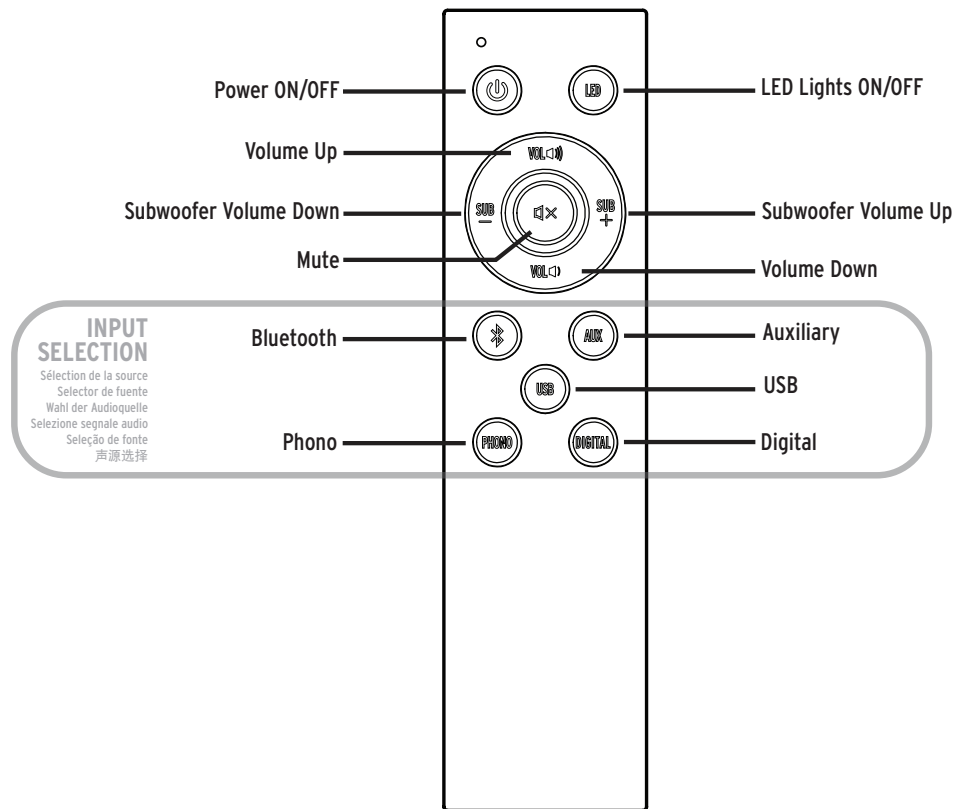 Power ON/OFF
LED
LED Lights ON/OFF
Volume Up
VOL
Subwoofer Volume Down
SUB
SUB
Subwoofer Volume Up
Mute
VOL
Volume Down
INPUT
SELECTION
Sélection de la source
Selector de fuente
Wahl der Audioquelle
Selezione segnale audio
Seleção de fonte
声源选择
Bluetooth
AUX
Auxiliary
USB
USB
Phono
PHONO
DIGITAL
Digital